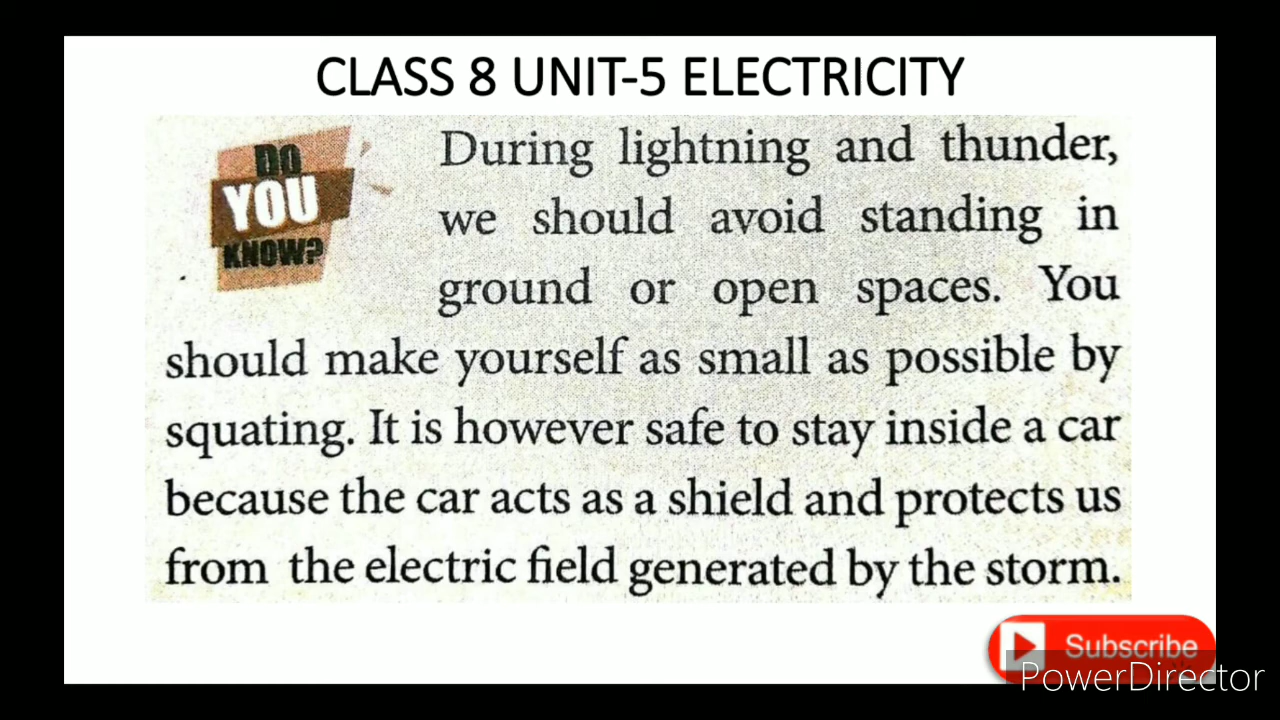 CLASS 8 UNIT-5 ELECTRICITY
DO
YOU
KNOW?
During lightning and thunder,
we should avoid standing in
ground or open spaces. You
should make yourself as small as possible by
squating. It is however safe to stay inside a car
because the car acts as a shield and protects us
from the electric field generated by the storm.
Subscribe
PowerDirector